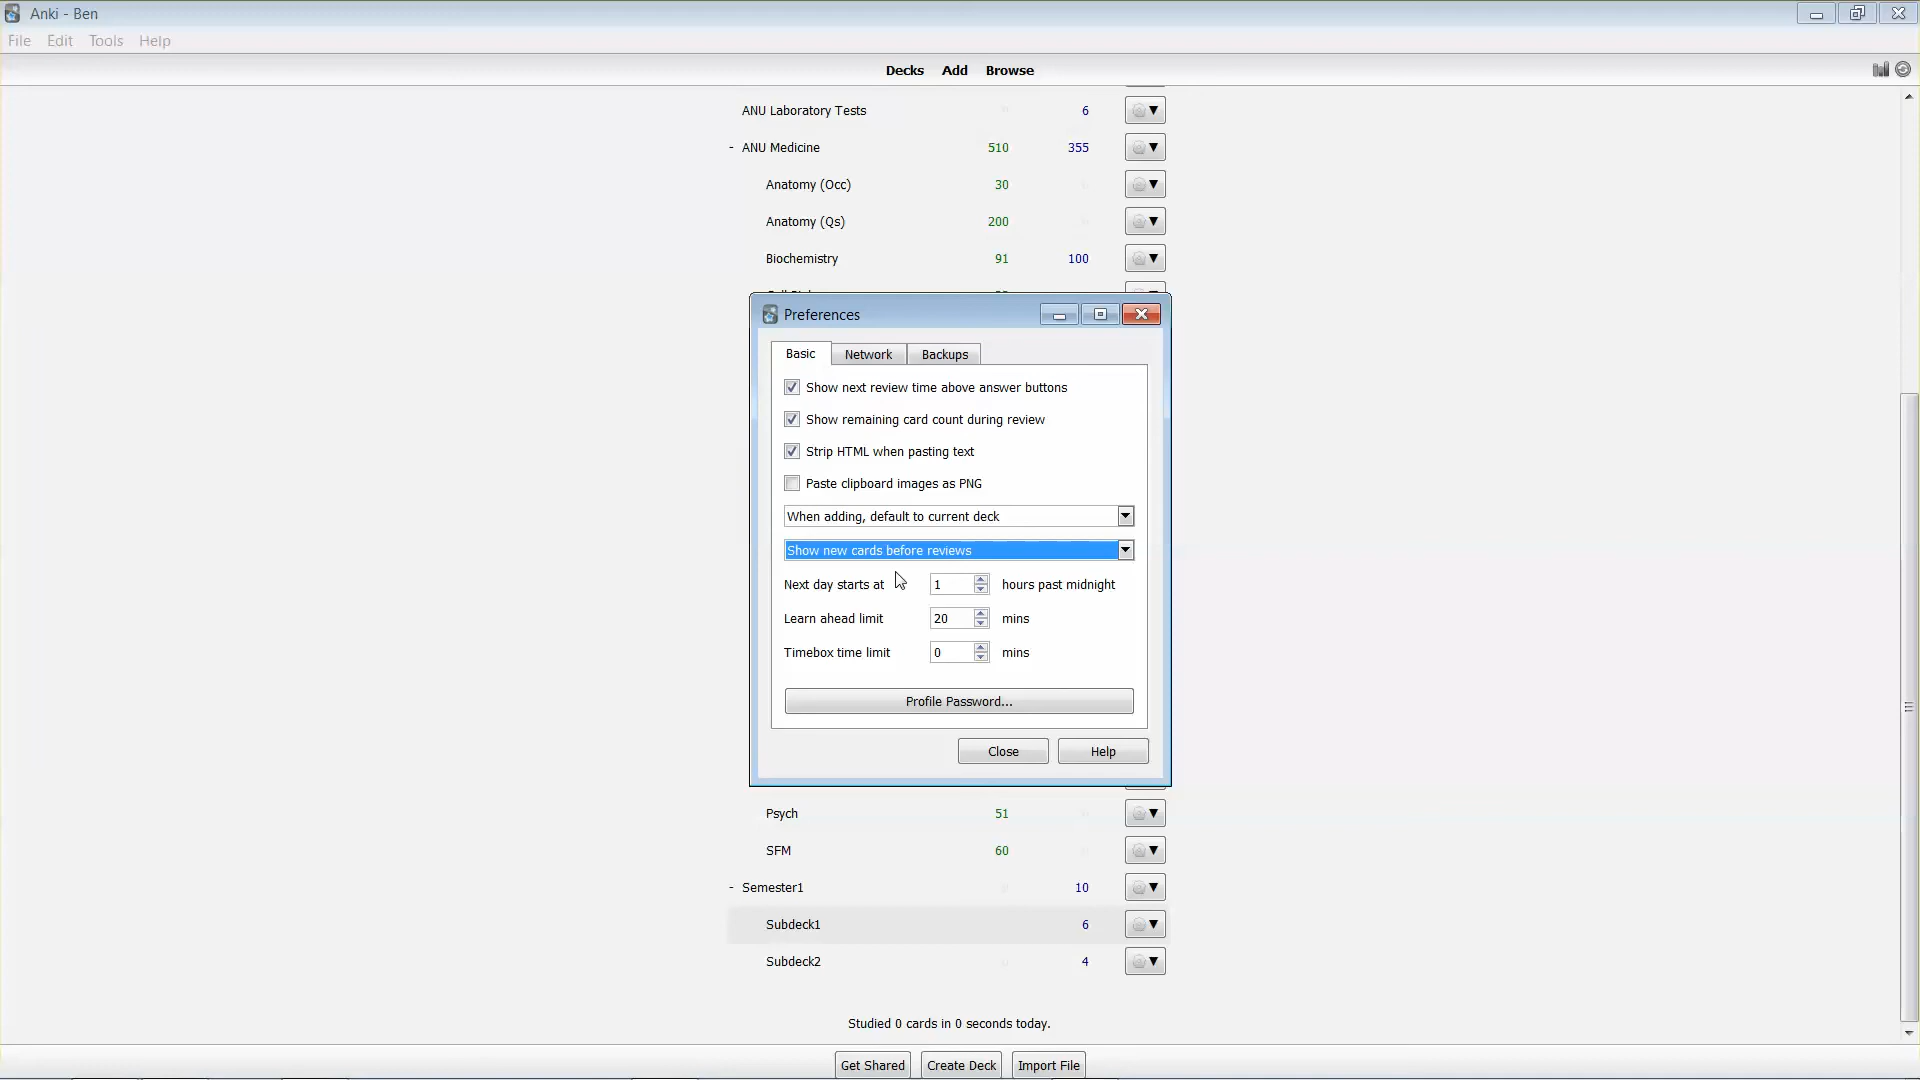 Anki - Ben
File Edit Tools Help
Decks Add Browse
ANU Laboratory Tests 6
- ANU Medicine 510 355
Anatomy (Occ) 30
Anatomy (Qs) 200
Biochemistry 91 100
Preferences
Basic Network Backups
Show next review time above answer buttons
Show remaining card count during review
Strip HTML when pasting text
Paste clipboard images as PNG
When adding, default to current deck
Show new cards before reviews
Next day starts at 1 hours past midnight
Learn ahead limit 20 mins
Timebox time limit 0 mins
Profile Password...
Close Help
Psych 51
SFM 60
- Semester1 10
Subdeck1 6
Subdeck2 4
Studied 0 cards in 0 seconds today.
Get Shared Create Deck Import File